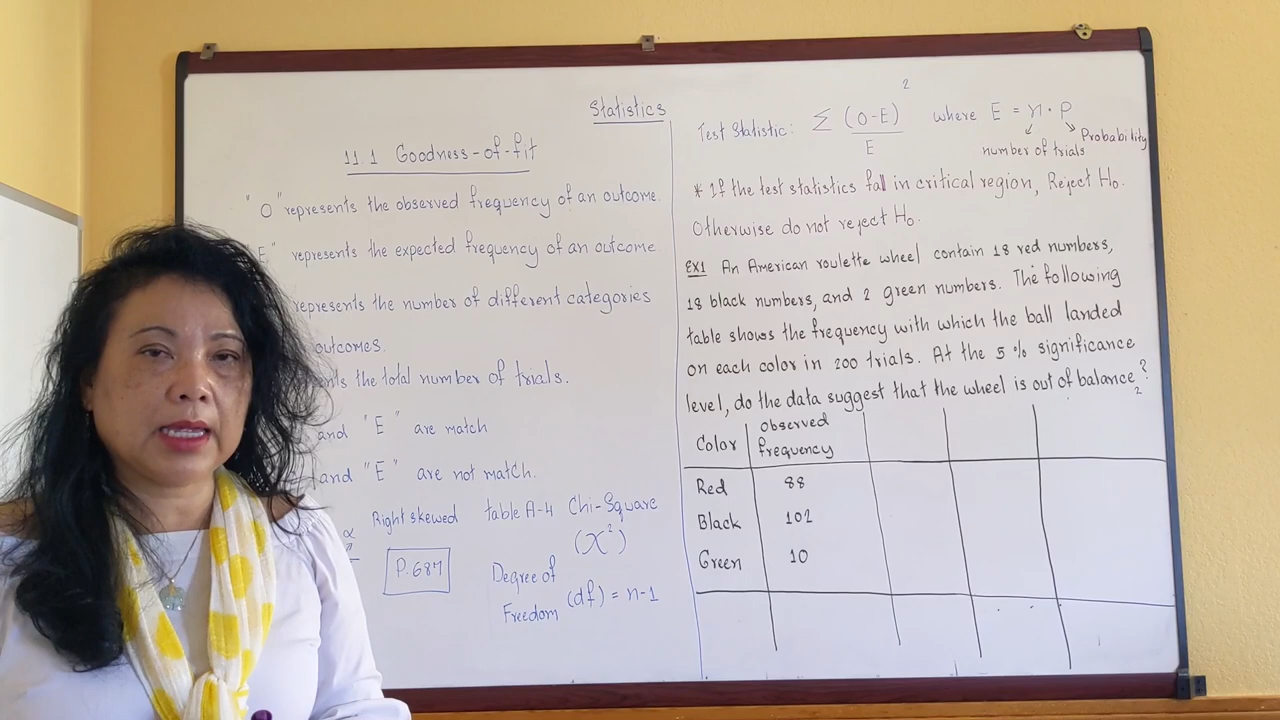 Statistics
11.1 Goodness-of-fit
"O" represents the observed frequency of an outcome.
E" represents the expected frequency of an outcome
represents the number of different categories
outcomes.
the total number of trials.
and "E" are match
and "E" are not match.
α Right skewed table A-4 Chi-Square
(χ²)
P.687
Degree of
Freedom (df) = n-1
Test Statistic: Σ (O-E)² / E where E = n · p
number of trials Probability
* If the test statistics fall in critical region, Reject H₀.
Otherwise do not reject H₀.
EX1 An American roulette wheel contain 18 red numbers,
18 black numbers, and 2 green numbers. The following
table shows the frequency with which the ball landed
on each color in 200 trials. At the 5% significance
level, do the data suggest that the wheel is out of balance?
Color observed frequency
Red 88
Black 102
Green 10